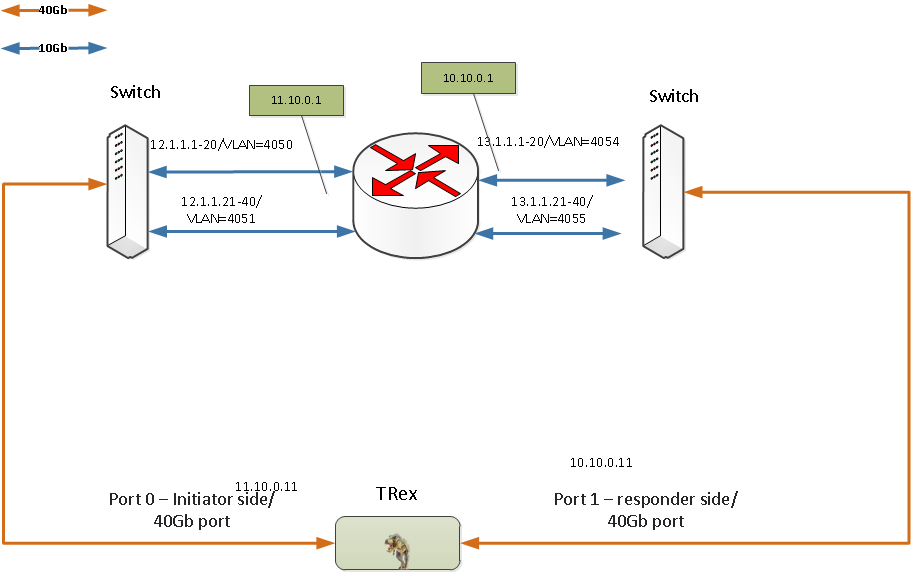 40Gb
10Gb
Switch
11.10.0.1
10.10.0.1
Switch
12.1.1.1-20/VLAN=4050
13.1.1.1-20/VLAN=4054
12.1.1.21-40/
VLAN=4051
13.1.1.21-40/
VLAN=4055
10.10.0.11
11.10.0.11
Port 0 – Initiator side/
40Gb port
TRex
Port 1 – responder side/
40Gb port